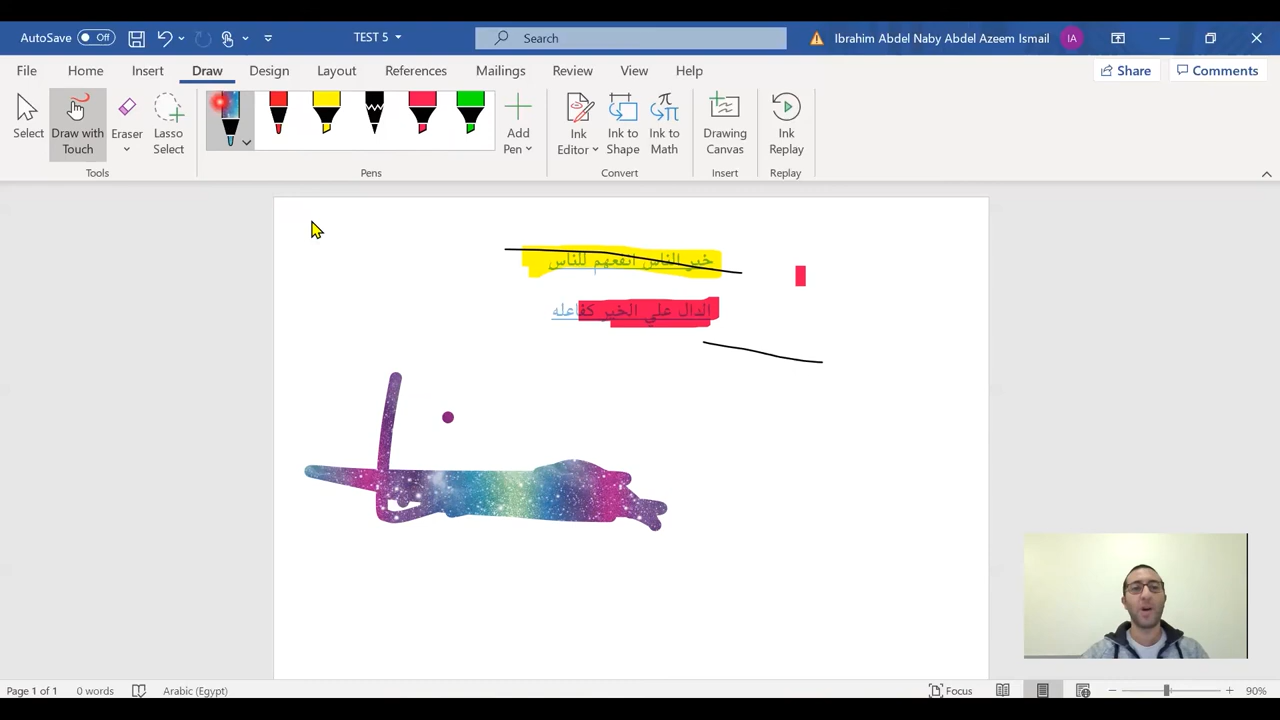 AutoSave Off TEST 5 Search Ibrahim Abdel Naby Abdel Azeem Ismail IA
File Home Insert Draw Design Layout References Mailings Review View Help Share Comments
Select
Draw with Touch
Eraser
Lasso Select
Add Pen
Ink Editor
Ink to Shape
Ink to Math
Drawing Canvas
Ink Replay
Tools Pens Convert Insert Replay
خير الناس انفعهم للناس
الدال علي الخير كفاعله
Page 1 of 1 0 words Arabic (Egypt) Focus 90%